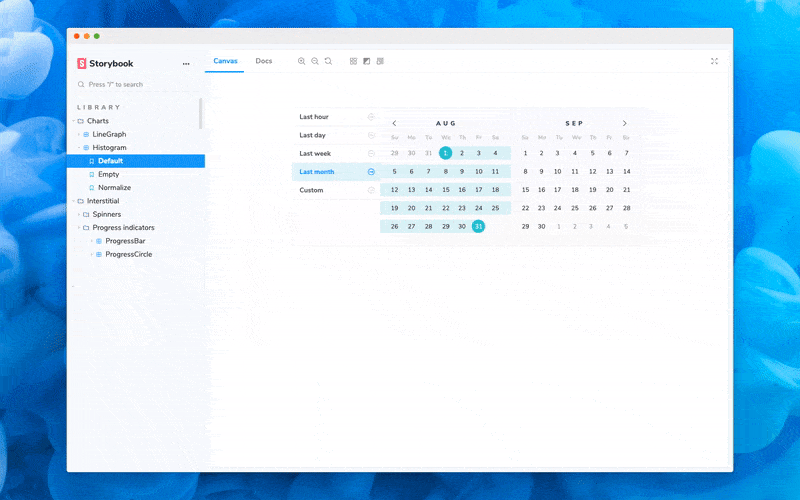 Storybook
Press "/" to search
LIBRARY
Charts
LineGraph
Histogram
Default
Empty
Normalize
Interstitial
Spinners
Progress indicators
ProgressBar
ProgressCircle
Canvas Docs
Last hour
Last day
Last week
Last month
Custom
AUG
Su Mo Tu We Th Fr Sa
29 30 31 1 2 3 4
5 6 7 8 9 10 11
12 13 14 15 16 17 18
19 20 21 22 23 24 25
26 27 28 29 30 31
SEP
Su Mo Tu We Th Fr Sa
1 2 3 4 5 6 7
8 9 10 11 12 13 14
15 16 17 18 19 20 21
22 23 24 25 26 27 28
29 30 1 2 3 4 5